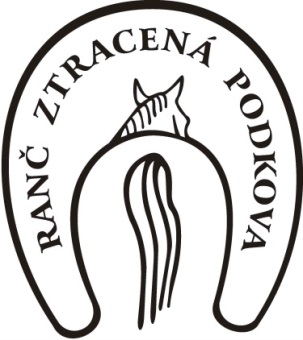 RANČ ZTRACENÁ PODKOVA